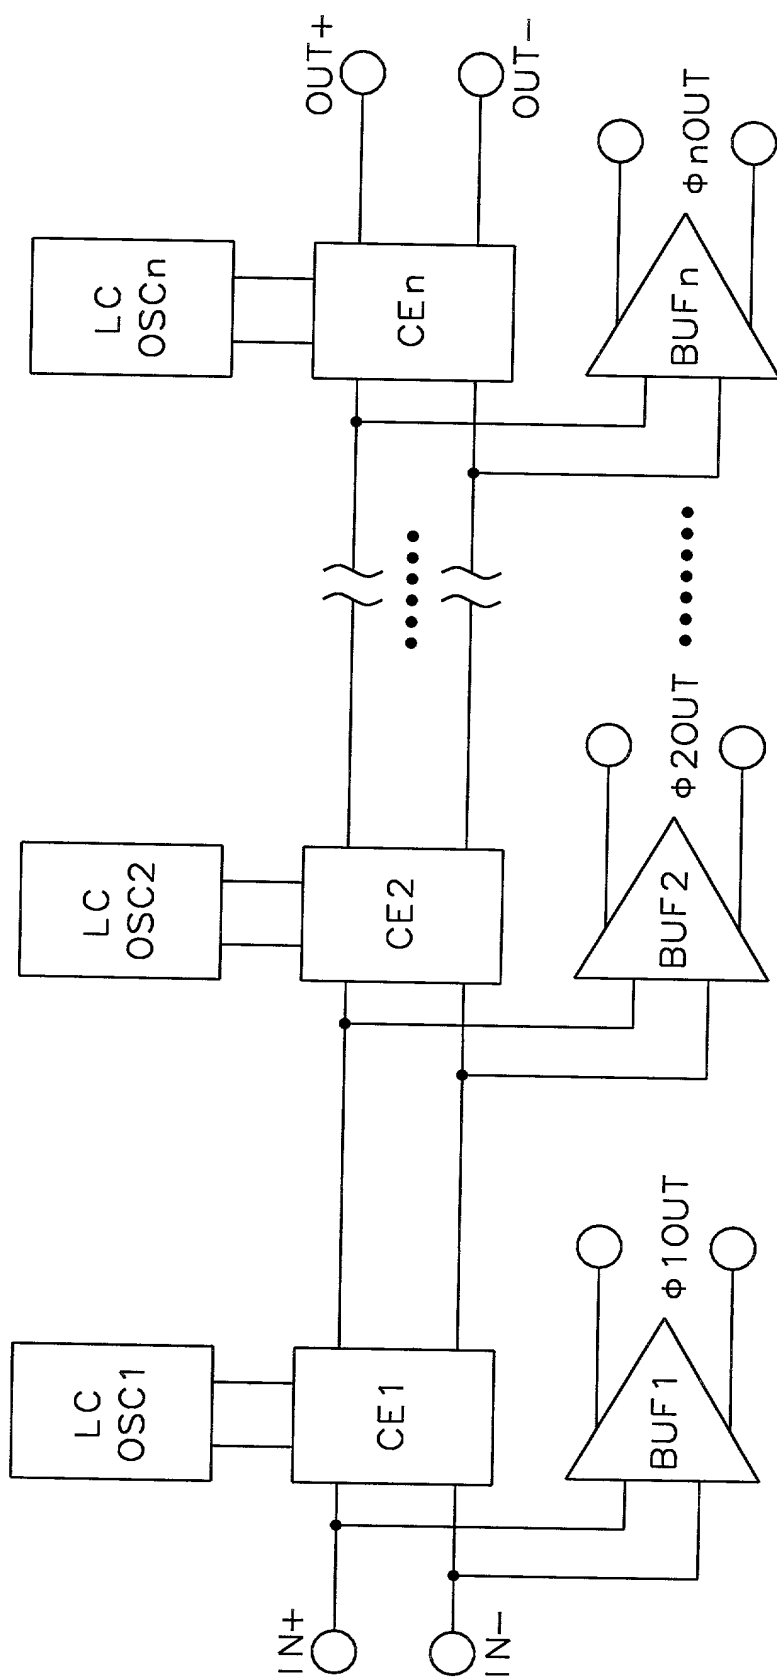 LC
OSC1
LC
OSC2
LC
OSCn
IN+
CE1
CE2
CEn
OUT+
IN-
OUT-
BUF1
Φ1OUT
BUF2
Φ2OUT
BUFn
ΦnOUT